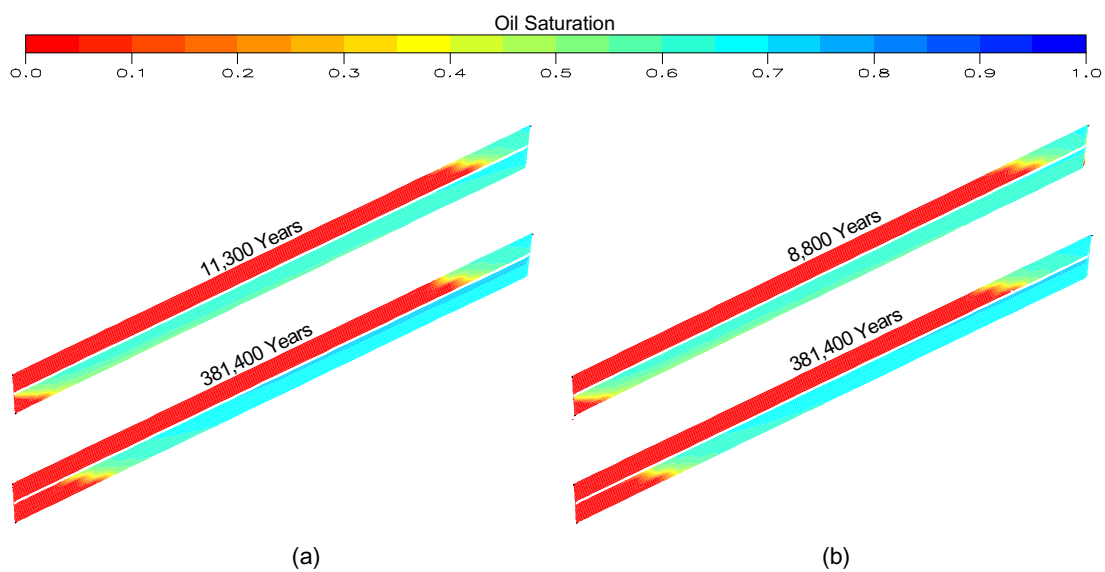 Oil Saturation
0.0 0.1 0.2 0.3 0.4 0.5 0.6 0.7 0.8 0.9 1.0
11,300 Years
8,800 Years
381,400 Years
381,400 Years
(a)
(b)